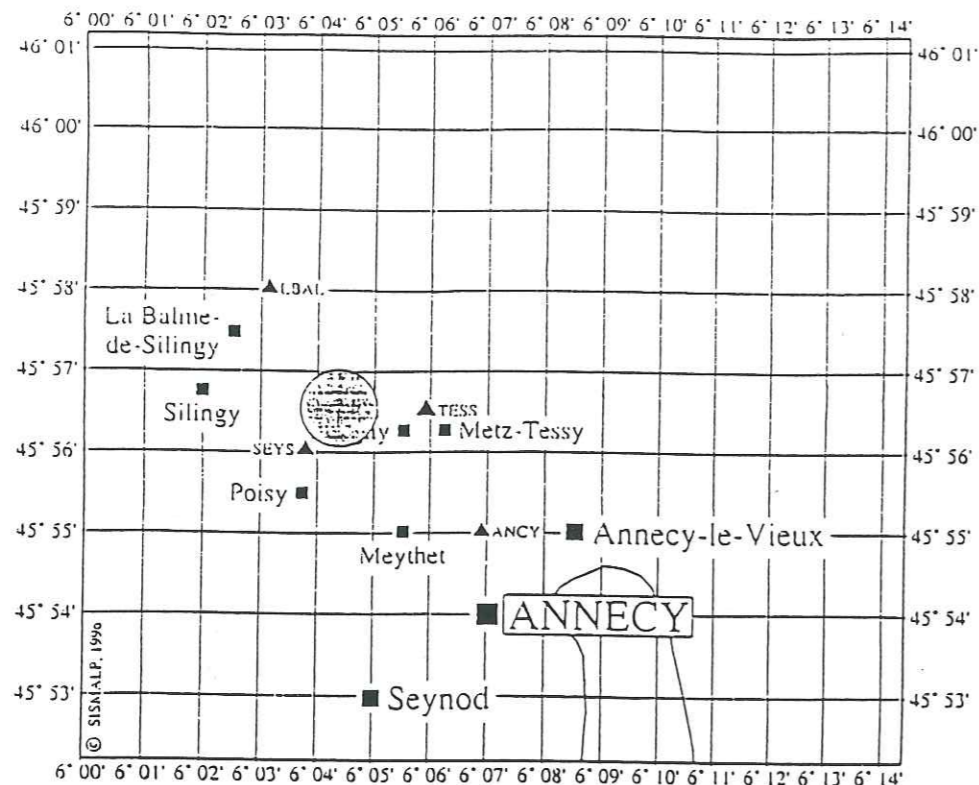 6° 00' 6° 01' 6° 02' 6° 03' 6° 04' 6° 05' 6° 06' 6° 07' 6° 08' 6° 09' 6° 10' 6° 11' 6° 12' 6° 13' 6° 14'
46° 01' 46° 01'
46° 00' 46° 00'
45° 59' 45° 59'
45° 58' LBAL 45° 58'
La Balme-
de-Silingy
45° 57' 45° 57'
Silingy TESS
ny Metz-Tessy
45° 56' SEYS 45° 56'
Poisy
45° 55' ANCY Annecy-le-Vieux 45° 55'
Meythet
45° 54' ANNECY 45° 54'
45° 53' Seynod 45° 53'
© SISMALP, 1996
6° 00' 6° 01' 6° 02' 6° 03' 6° 04' 6° 05' 6° 06' 6° 07' 6° 08' 6° 09' 6° 10' 6° 11' 6° 12' 6° 13' 6° 14'